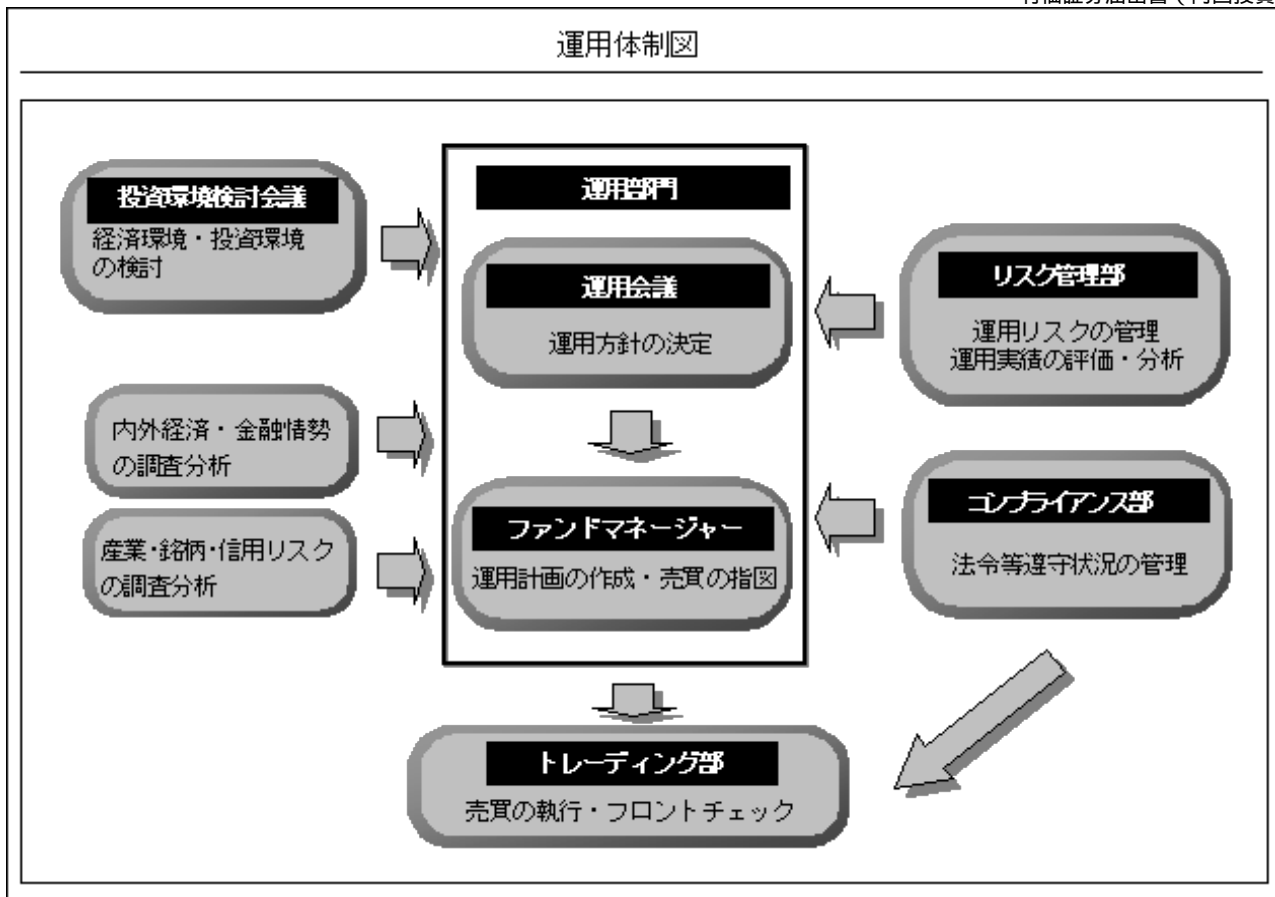 運用体制図
投資環境検討会議
経済環境・投資環境
の検討
内外経済・金融情勢
の調査分析
産業・銘柄・信用リスク
の調査分析
運用部門
運用会議
運用方針の決定
ファンドマネージャー
運用計画の作成・売買の指図
リスク管理部
運用リスクの管理
運用実績の評価・分析
コンプライアンス部
法令等遵守状況の管理
トレーディング部
売買の執行・フロントチェック